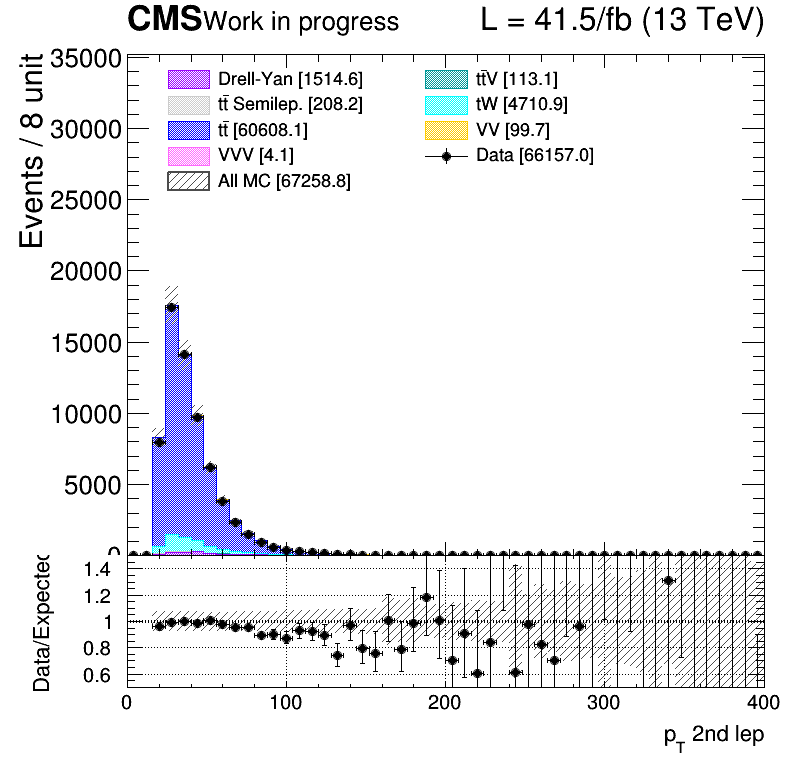 CMS Work in progress L = 41.5/fb (13 TeV)
Events / 8 unit
35000
30000
25000
20000
15000
10000
5000
0
Drell-Yan [1514.6]
tt̄ Semilep. [208.2]
tt̄ [60608.1]
VVV [4.1]
All MC [67258.8]
tt̄V [113.1]
tW [4710.9]
VV [99.7]
Data [66157.0]
Data/Expected
1.4
1.2
1
0.8
0.6
0 100 200 300 400
p_T 2nd lep